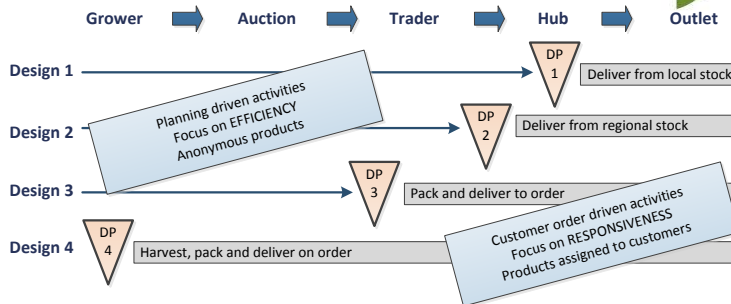 Grower Auction Trader Hub Outlet
Design 1
DP
1
Deliver from local stock
Planning driven activities
Focus on EFFICIENCY
Anonymous products
Design 2
DP
2
Deliver from regional stock
Design 3
DP
3
Pack and deliver to order
Design 4
DP
4
Harvest, pack and deliver on order
Customer order driven activities
Focus on RESPONSIVENESS
Products assigned to customers